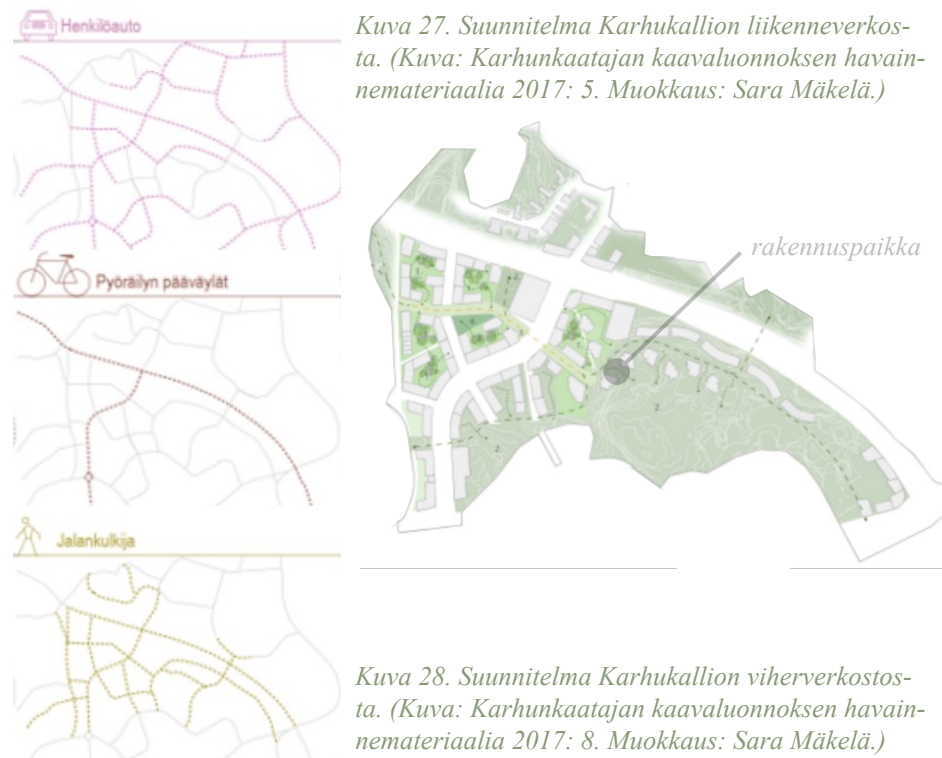 Henkilöauto
Pyöräilyn pääväylät
Jalankulkija
Kuva 27. Suunnitelma Karhukallion liikenneverkos-
ta. (Kuva: Karhunkaatajan kaavaluonnoksen havain-
nemateriaalia 2017: 5. Muokkaus: Sara Mäkelä.)
rakennuspaikka
Kuva 28. Suunnitelma Karhukallion viherverkostos-
ta. (Kuva: Karhunkaatajan kaavaluonnoksen havain-
nemateriaalia 2017: 8. Muokkaus: Sara Mäkelä.)